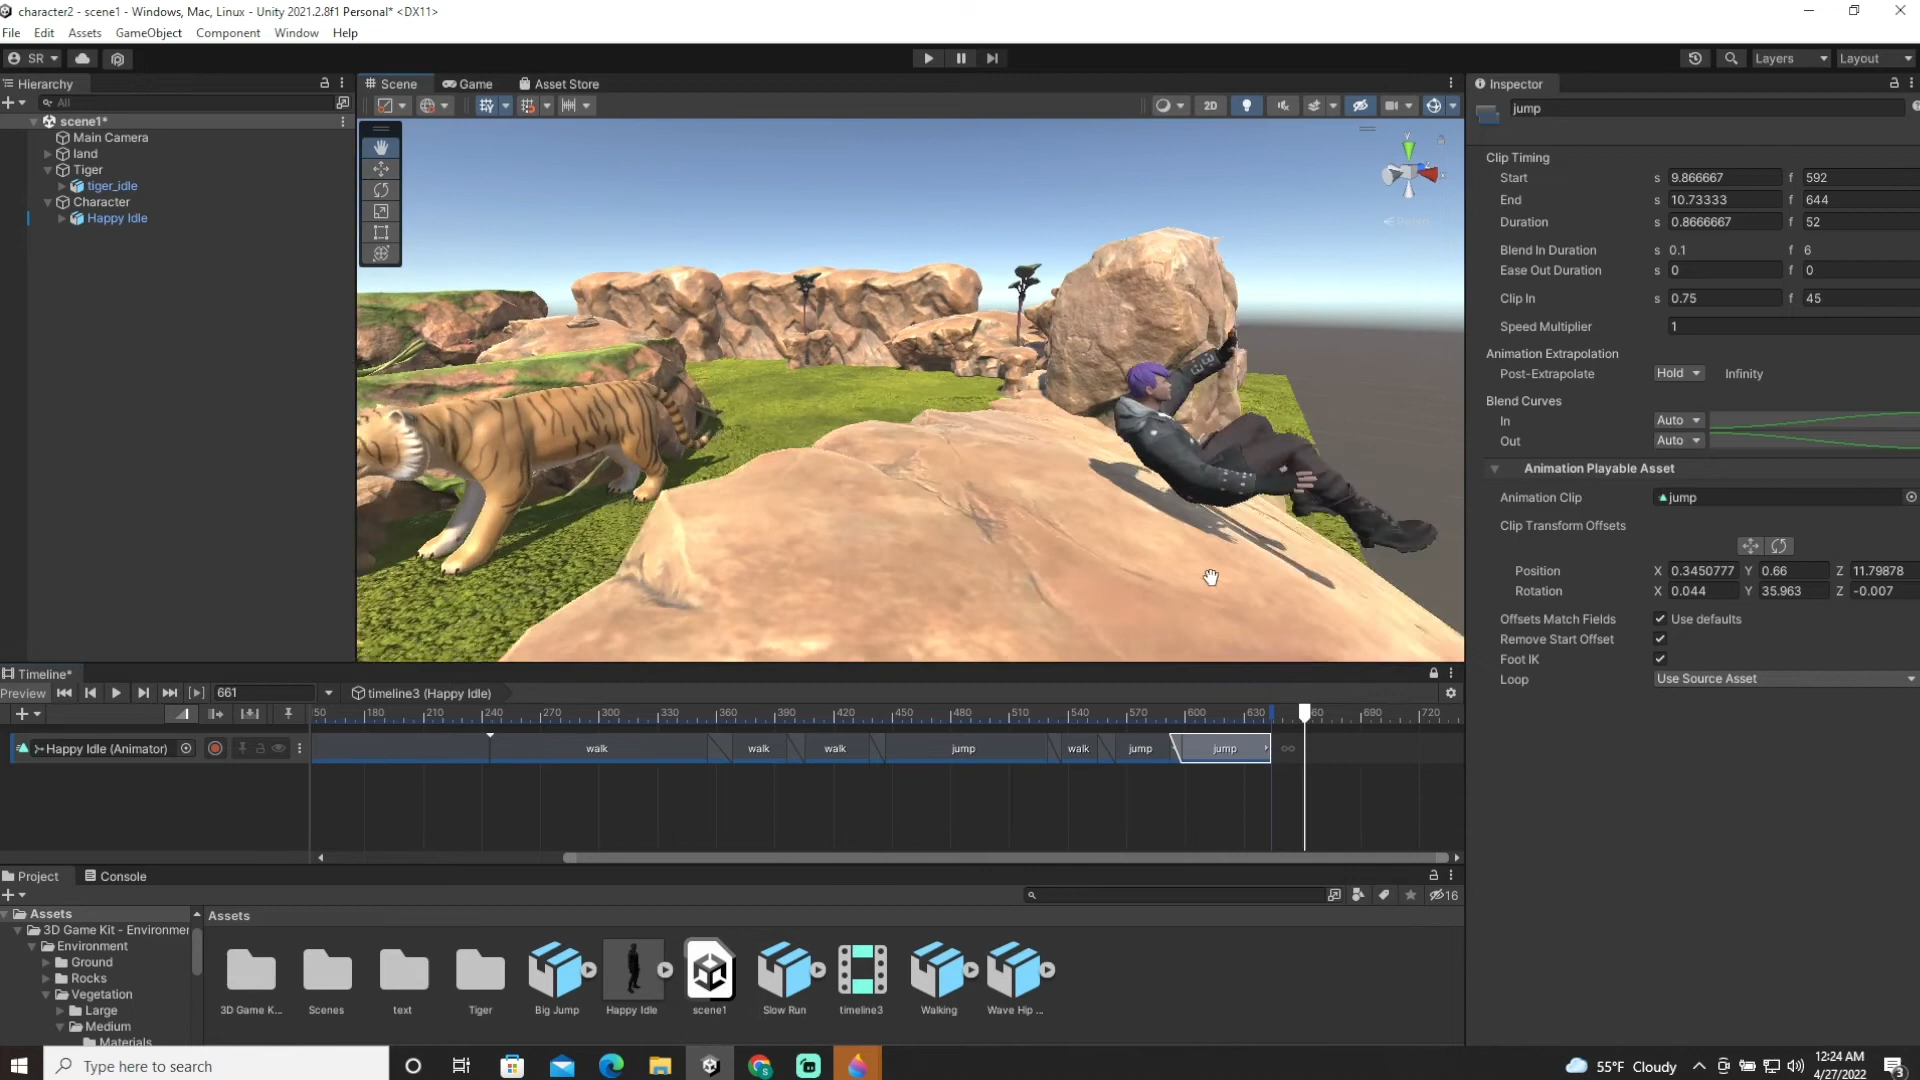 character2 - scene1 - Windows, Mac, Linux - Unity 2021.2.8f1 Personal* <DX11>
File Edit Assets GameObject Component Window Help
SR Layers Layout
Hierarchy
All
scene1*
Main Camera
land
Tiger
tiger_idle
Character
Happy Idle
Scene Game Asset Store
2D
Y
Inspector
jump
Clip Timing
Start s 9.866667 f 592
End s 10.73333 f 644
Duration s 0.8666667 f 52
Blend In Duration s 0.1 f 6
Ease Out Duration s 0 f 0
Clip In s 0.75 f 45
Speed Multiplier 1
Animation Extrapolation
Post-Extrapolate Hold Infinity
Blend Curves
In Auto
Out Auto
Animation Playable Asset
Animation Clip jump
Clip Transform Offsets
Position X 0.3450777 Y 0.66 Z 11.79878
Rotation X 0.044 Y 35.963 Z -0.007
Offsets Match Fields Use defaults
Remove Start Offset
Foot IK
Loop Use Source Asset
Timeline*
Preview 661 timeline3 (Happy Idle)
50 180 210 240 270 300 330 360 390 420 450 480 510 540 570 600 630 60 690 720
Happy Idle (Animator) walk walk walk jump walk jump jump
Project Console
16
Assets
3D Game Kit - Environmer
Environment
Ground
Rocks
Vegetation
Large
Medium
Materials
Assets
3D Game K... Scenes text Tiger Big Jump Happy Idle scene1 Slow Run timeline3 Walking Wave Hip ...
Type here to search
55°F Cloudy
12:24 AM
4/27/2022
3